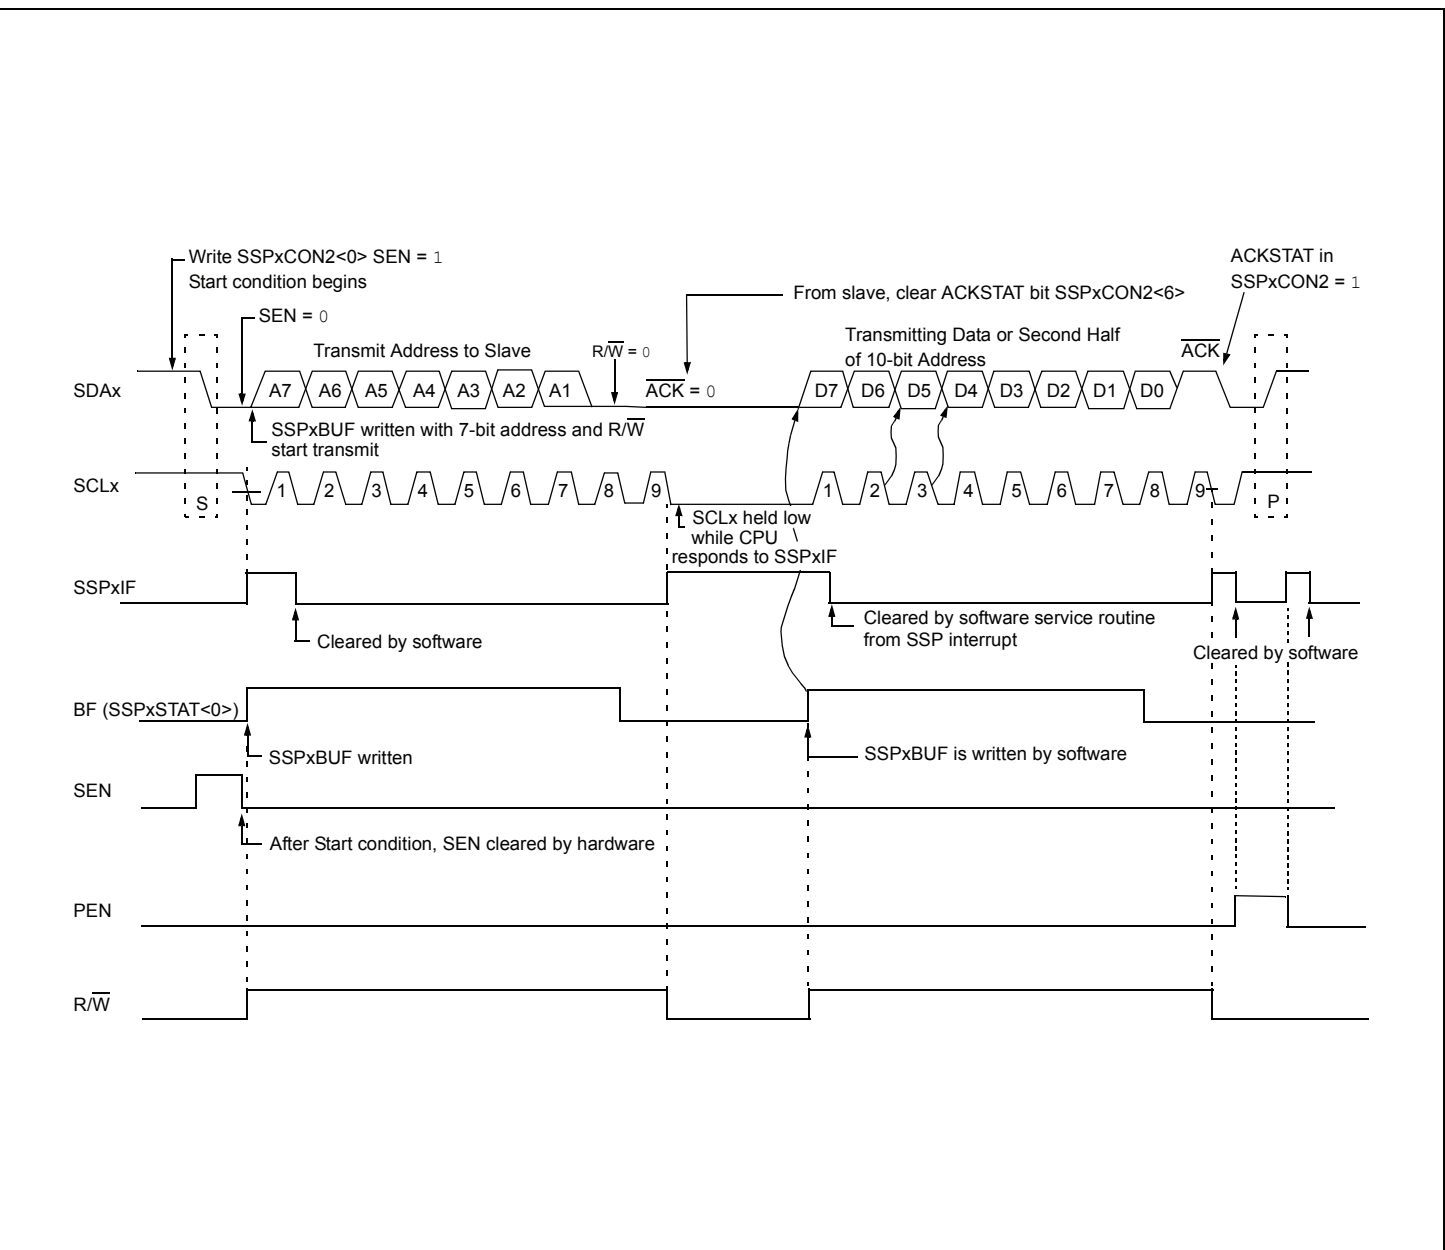 Write SSPxCON2<0> SEN = 1
Start condition begins
ACKSTAT in
SSPxCON2 = 1
From slave, clear ACKSTAT bit SSPxCON2<6>
SEN = 0
Transmit Address to Slave
R/W̅ = 0
Transmitting Data or Second Half
of 10-bit Address
A̅C̅K̅
SDAx
A7 A6 A5 A4 A3 A2 A1
A̅C̅K̅ = 0
D7 D6 D5 D4 D3 D2 D1 D0
SSPxBUF written with 7-bit address and R/W̅
start transmit
SCLx
S
1 2 3 4 5 6 7 8 9
1 2 3 4 5 6 7 8 9
P
SCLx held low
while CPU
responds to SSPxIF
SSPxIF
Cleared by software
Cleared by software service routine
from SSP interrupt
Cleared by software
BF (SSPxSTAT<0>)
SSPxBUF written
SSPxBUF is written by software
SEN
After Start condition, SEN cleared by hardware
PEN
R/W̅